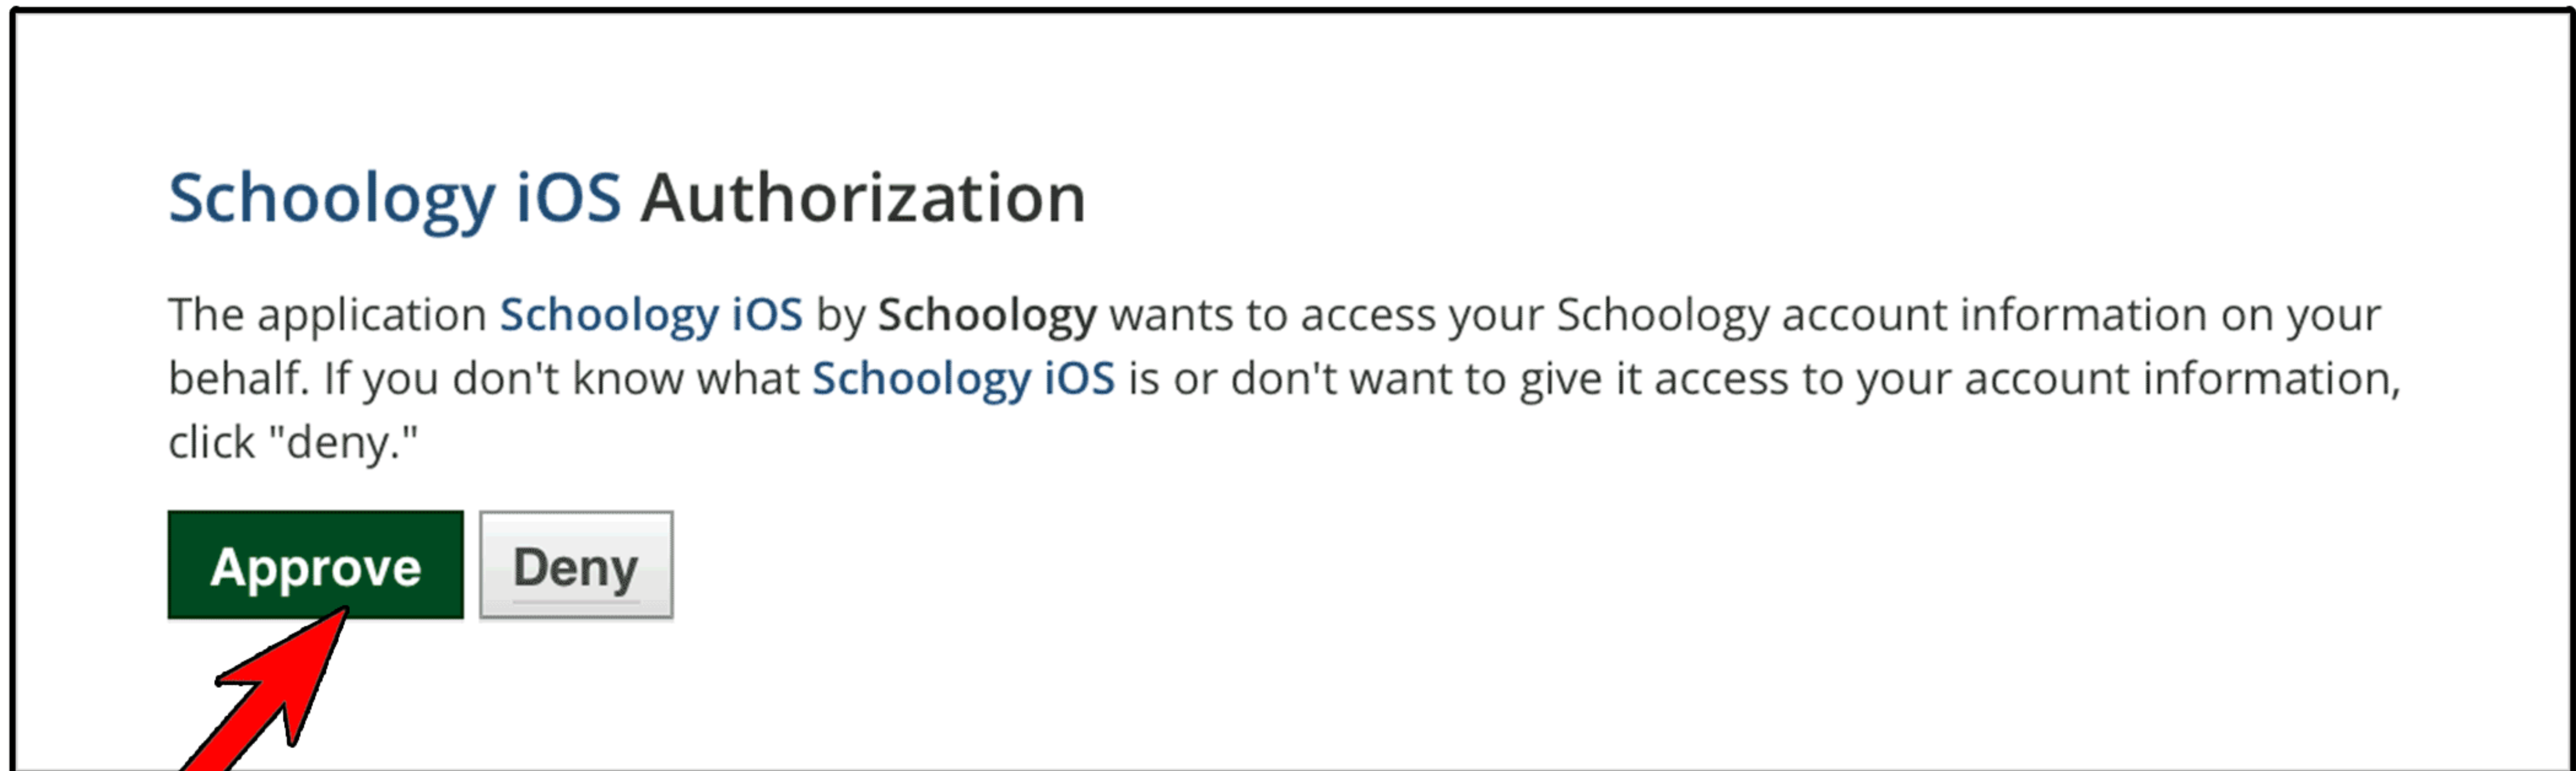 Schoology iOS Authorization
The application Schoology iOS by Schoology wants to access your Schoology account information on your
behalf. If you don't know what Schoology iOS is or don't want to give it access to your account information,
click "deny."
Approve Deny